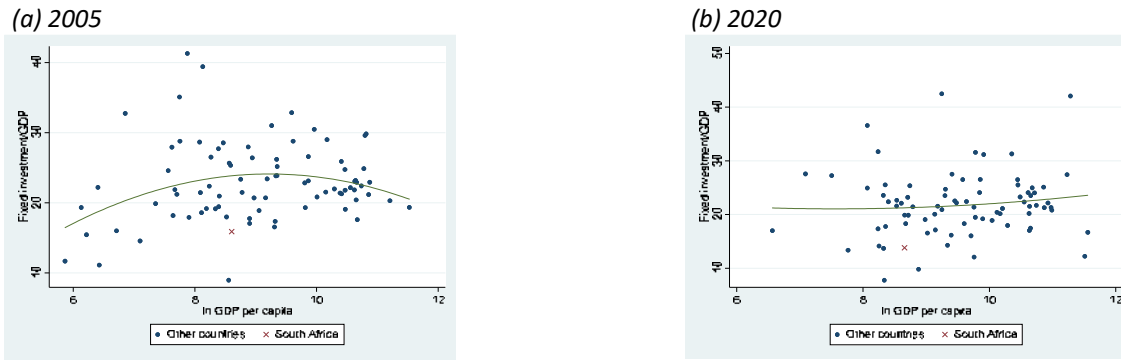 (a) 2005
(b) 2020
Fixed investment/GDP
40
30
20
10
6
8
10
12
ln GDP per capita
Other countries
South Africa
Fixed investment/GDP
50
40
30
20
10
6
8
10
12
ln GDP per capita
Other countries
South Africa